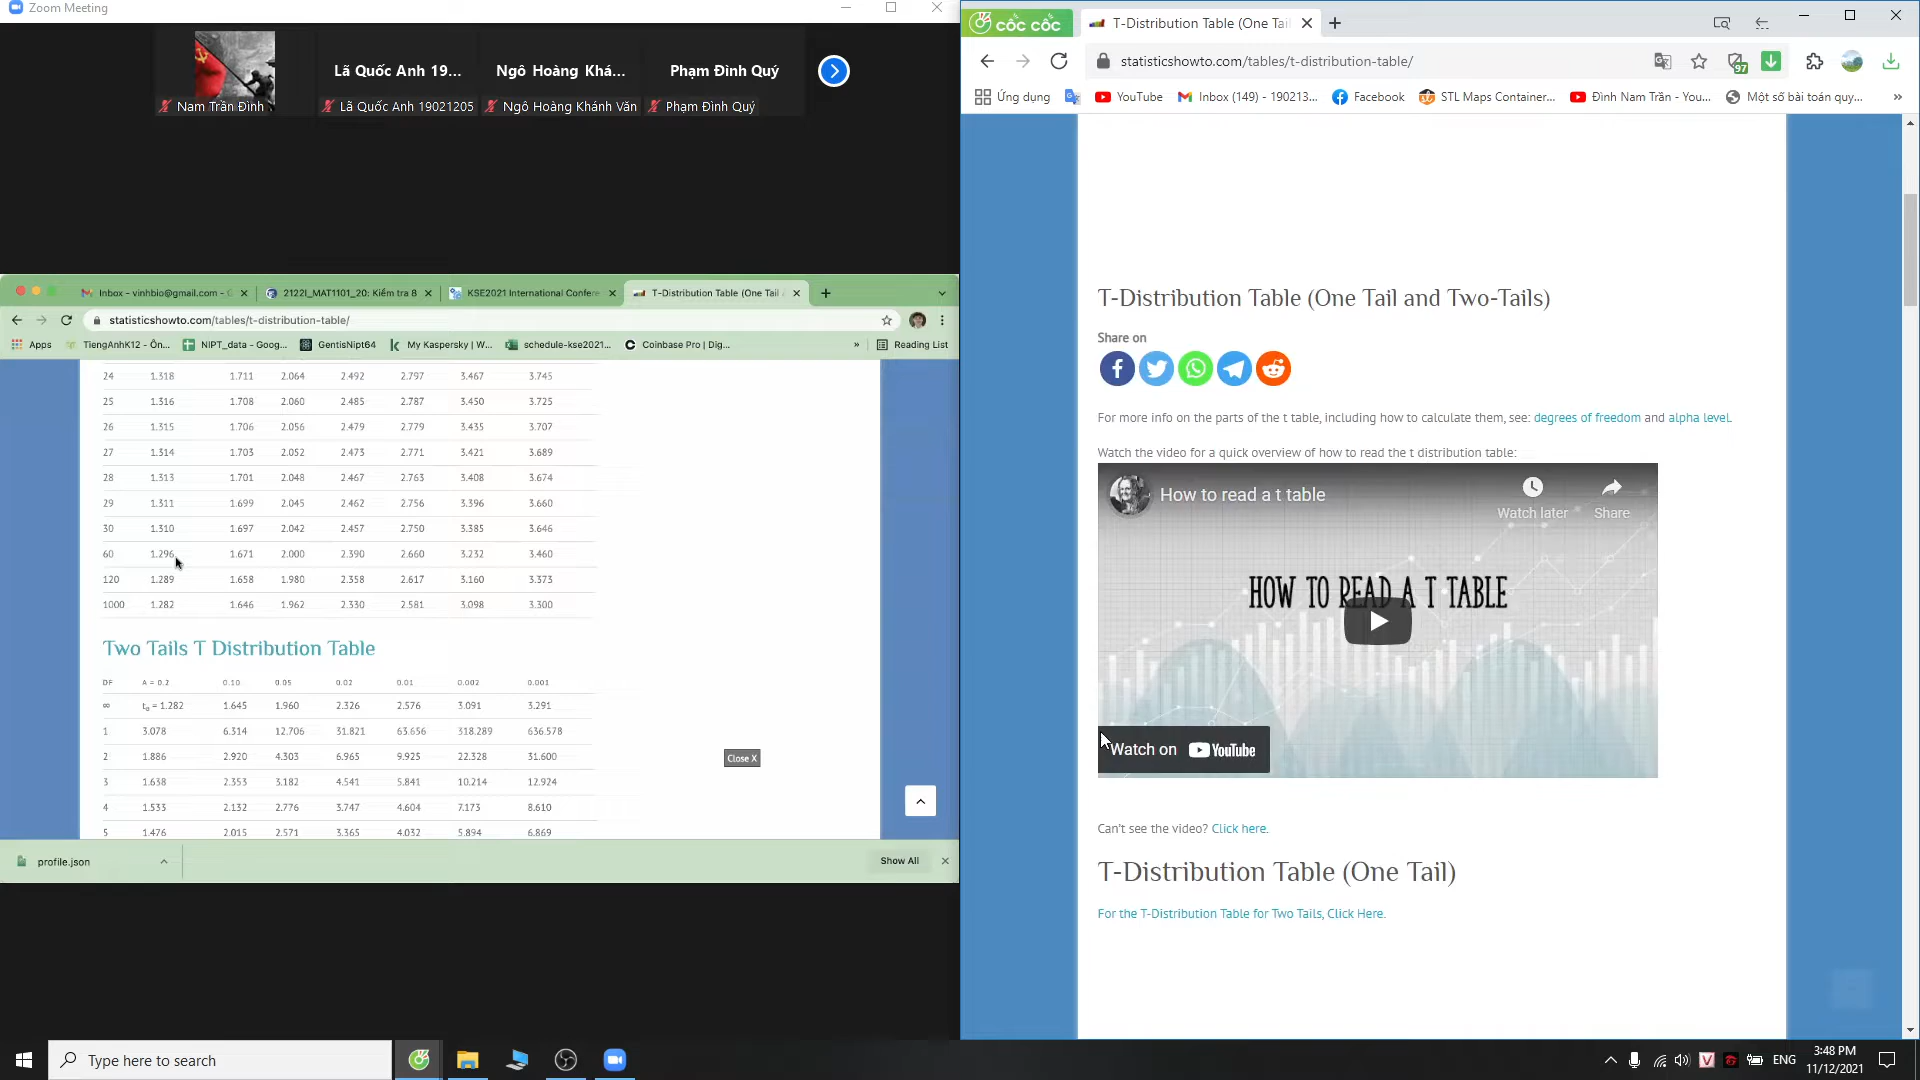 Zoom Meeting
Lã Quốc Anh 19...
Ngô Hoàng Khá...
Phạm Đình Quý
Nam Trần Đình
Lã Quốc Anh 19021205
Ngô Hoàng Khánh Văn
Phạm Đình Quý
Inbox - vinhbio@gmail.com -
2122I_MAT1101_20: Kiểm tra 8
KSE2021 International Confere
T-Distribution Table (One Tail
statisticshowto.com/tables/t-distribution-table/
Apps
TiengAnhK12 - Ôn...
NIPT_data - Goog...
GentisNipt64
My Kaspersky | W...
schedule-kse2021...
Coinbase Pro | Dig...
»
Reading List
24 1.318 1.711 2.064 2.492 2.797 3.467 3.745
25 1.316 1.708 2.060 2.485 2.787 3.450 3.725
26 1.315 1.706 2.056 2.479 2.779 3.435 3.707
27 1.314 1.703 2.052 2.473 2.771 3.421 3.689
28 1.313 1.701 2.048 2.467 2.763 3.408 3.674
29 1.311 1.699 2.045 2.462 2.756 3.396 3.660
30 1.310 1.697 2.042 2.457 2.750 3.385 3.646
60 1.296 1.671 2.000 2.390 2.660 3.232 3.460
120 1.289 1.658 1.980 2.358 2.617 3.160 3.373
1000 1.282 1.646 1.962 2.330 2.581 3.098 3.300
Two Tails T Distribution Table
DF A = 0.2 0.10 0.05 0.02 0.01 0.002 0.001
∞ tα = 1.282 1.645 1.960 2.326 2.576 3.091 3.291
1 3.078 6.314 12.706 31.821 63.656 318.289 636.578
2 1.886 2.920 4.303 6.965 9.925 22.328 31.600
3 1.638 2.353 3.182 4.541 5.841 10.214 12.924
4 1.533 2.132 2.776 3.747 4.604 7.173 8.610
5 1.476 2.015 2.571 3.365 4.032 5.894 6.869
Close X
profile.json
Show All
cốc cốc
T-Distribution Table (One Tail
statisticshowto.com/tables/t-distribution-table/
97
Ứng dụng
YouTube
Inbox (149) - 190213...
Facebook
STL Maps Container...
Đình Nam Trần - You...
Một số bài toán quy...
»
T-Distribution Table (One Tail and Two-Tails)
Share on
For more info on the parts of the t table, including how to calculate them, see: degrees of freedom and alpha level.
Watch the video for a quick overview of how to read the t distribution table:
How to read a t table
Watch later
Share
HOW TO READ A T TABLE
Watch on YouTube
Can't see the video? Click here.
T-Distribution Table (One Tail)
For the T-Distribution Table for Two Tails, Click Here.
Type here to search
ENG
3:48 PM
11/12/2021